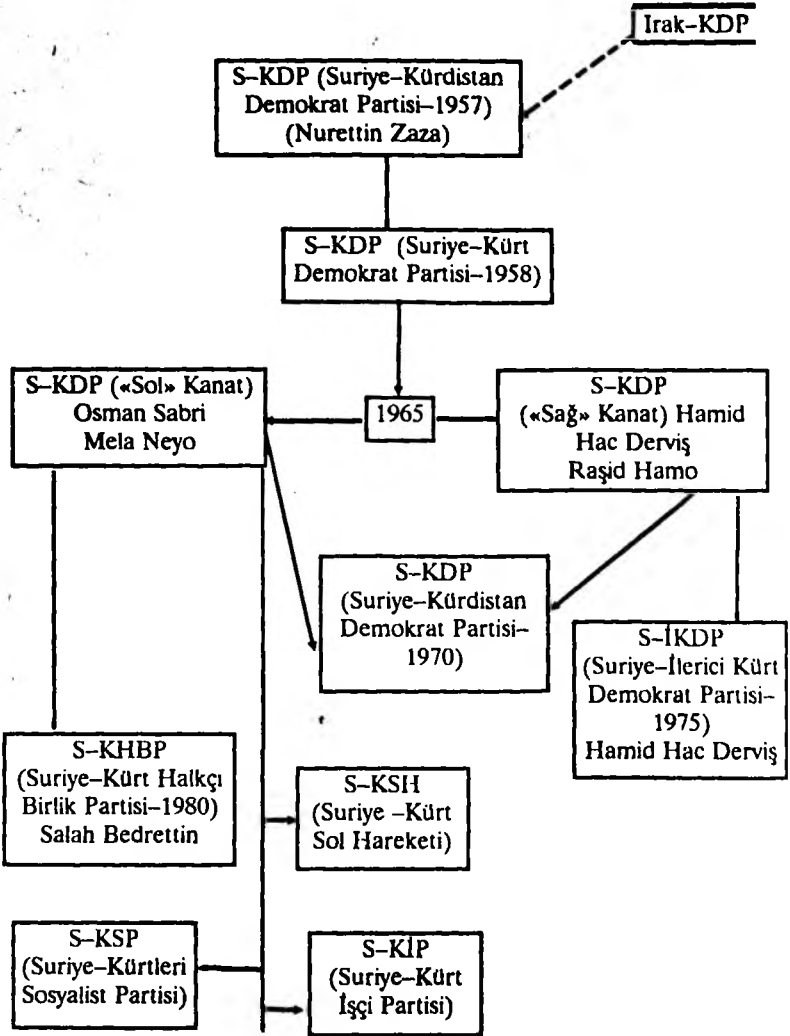 Irak–KDP
S–KDP (Suriye–Kürdistan
Demokrat Partisi–1957)
(Nurettin Zaza)
S–KDP (Suriye–Kürt
Demokrat Partisi–1958)
S–KDP («Sol» Kanat)
Osman Sabri
Mela Neyo
1965
S–KDP
(«Sağ» Kanat) Hamid
Hac Derviş
Raşid Hamo
S–KDP
(Suriye–Kürdistan
Demokrat Partisi–
1970)
S–İKDP
(Suriye–İlerici Kürt
Demokrat Partisi–
1975)
Hamid Hac Derviş
S–KHBP
(Suriye–Kürt Halkçı
Birlik Partisi–1980)
Salah Bedrettin
S–KSH
(Suriye –Kürt
Sol Hareketi)
S–KSP
(Suriye–Kürtleri
Sosyalist Partisi)
S–KİP
(Suriye–Kürt
İşçi Partisi)